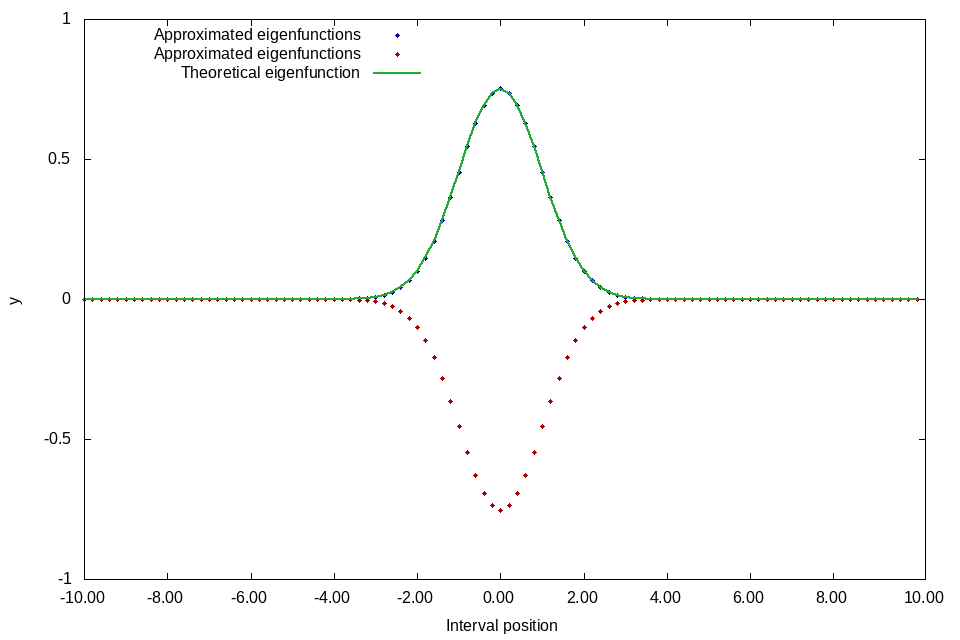 1
Approximated eigenfunctions
Approximated eigenfunctions
Theoretical eigenfunction
0.5
y
0
-0.5
-1
-10.00 -8.00 -6.00 -4.00 -2.00 0.00 2.00 4.00 6.00 8.00 10.00
Interval position